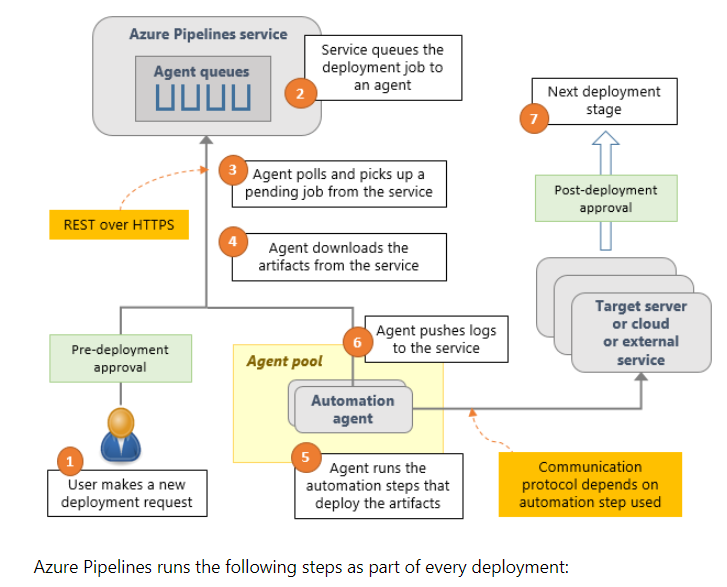 Azure Pipelines service
Agent queues
2
Service queues the
deployment job to
an agent
Next deployment
stage
7
3
Agent polls and picks up a
pending job from the service
Post-deployment
approval
REST over HTTPS
4
Agent downloads the
artifacts from the service
Target server
or cloud
or external
service
6
Agent pushes logs
to the service
Pre-deployment
approval
Agent pool
Automation
agent
1
User makes a new
deployment request
5
Agent runs the
automation steps that
deploy the artifacts
Communication
protocol depends on
automation step used
Azure Pipelines runs the following steps as part of every deployment: